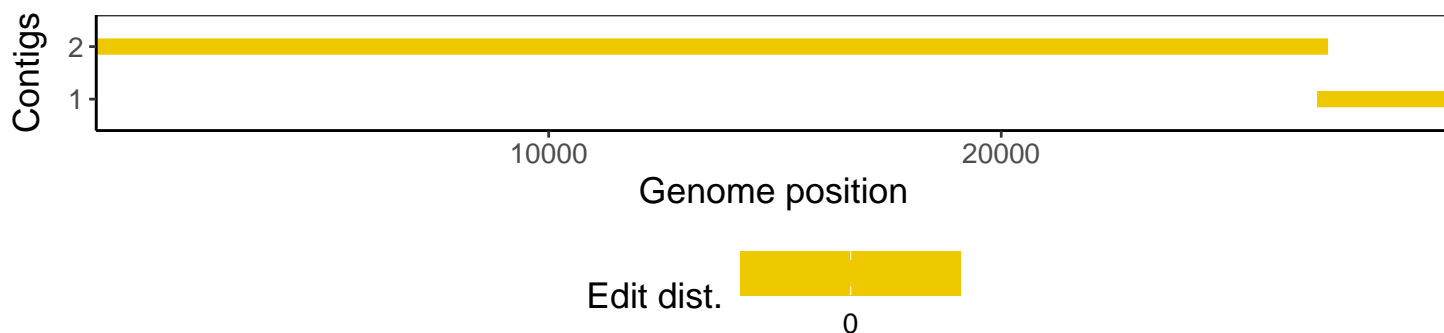 Contigs
2
1
10000 20000
Genome position
Edit dist.
0